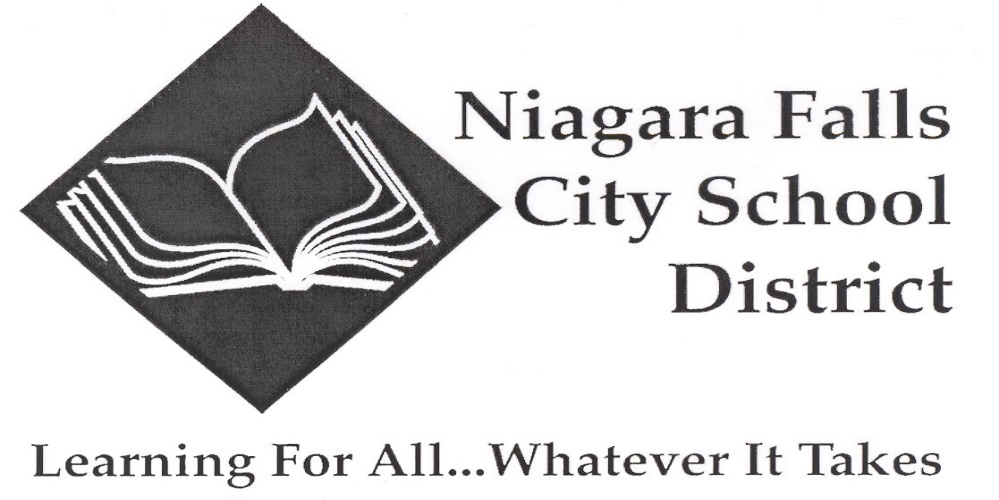 Niagara Falls
City School
District
Learning For All...Whatever It Takes